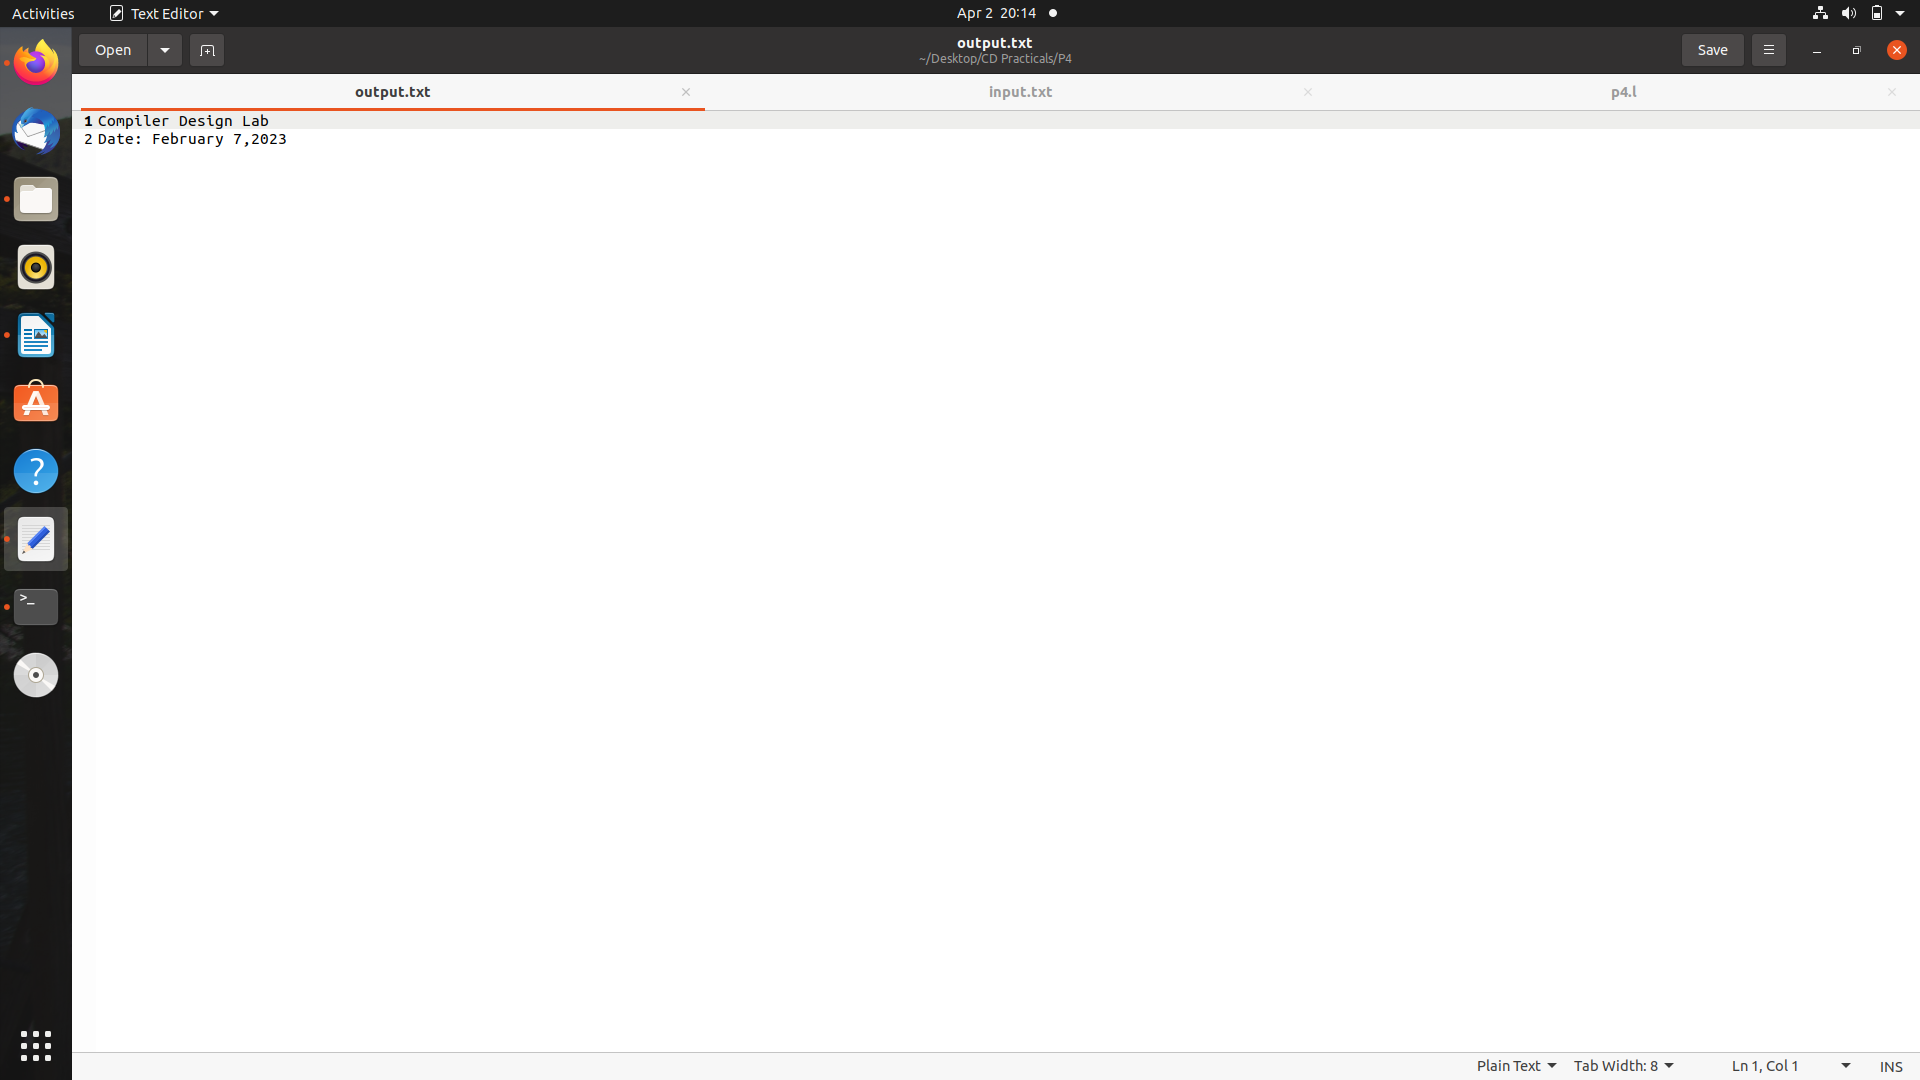 Activities Text Editor Apr 2 20:14
Open output.txt Save
~/Desktop/CD Practicals/P4
output.txt input.txt p4.l
1 Compiler Design Lab
2 Date: February 7,2023
Plain Text Tab Width: 8 Ln 1, Col 1 INS